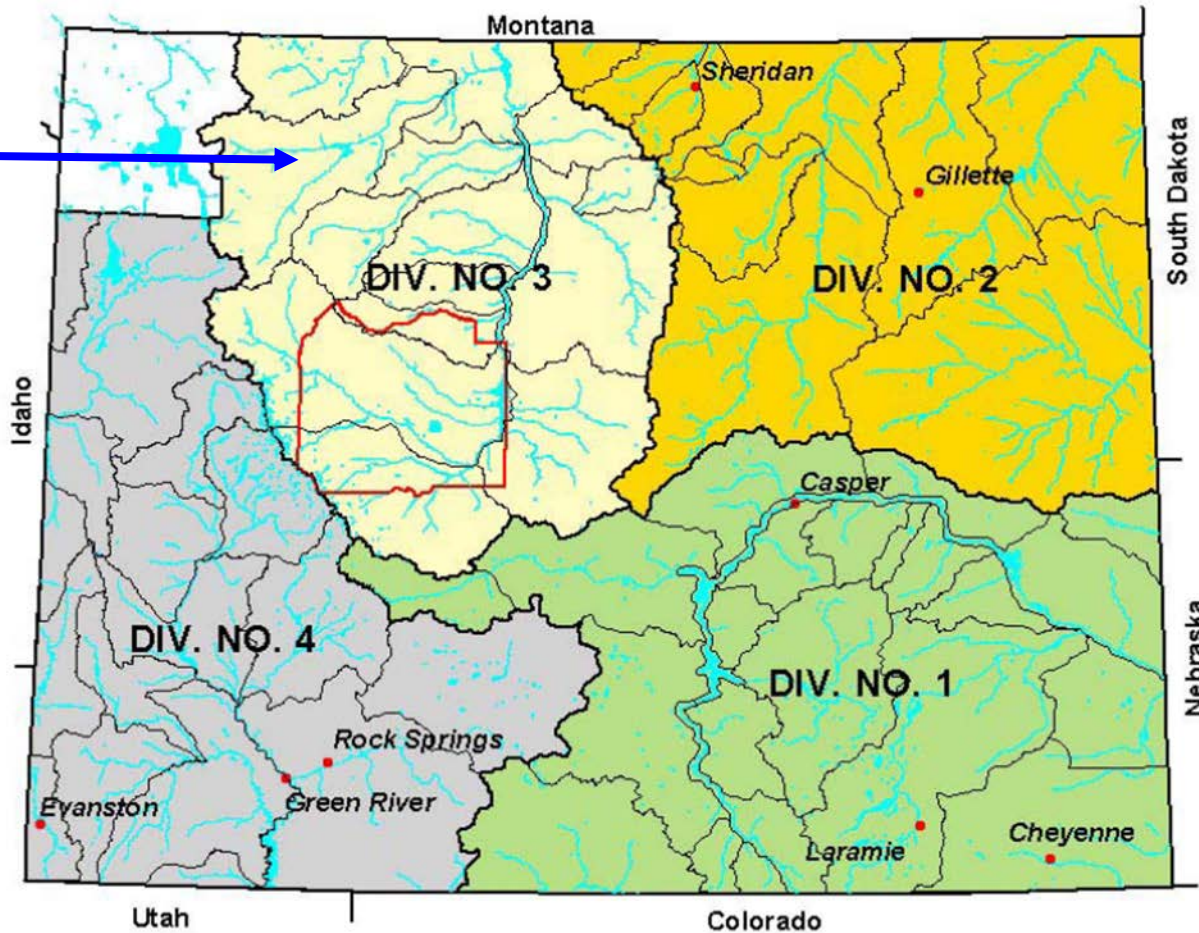 Montana
Sheridan
South Dakota
Gillette
DIV. NO. 3
DIV. NO. 2
Idaho
Casper
DIV. NO. 4
DIV. NO. 1
Nebraska
Rock Springs
Evanston
Green River
Laramie
Cheyenne
Utah
Colorado